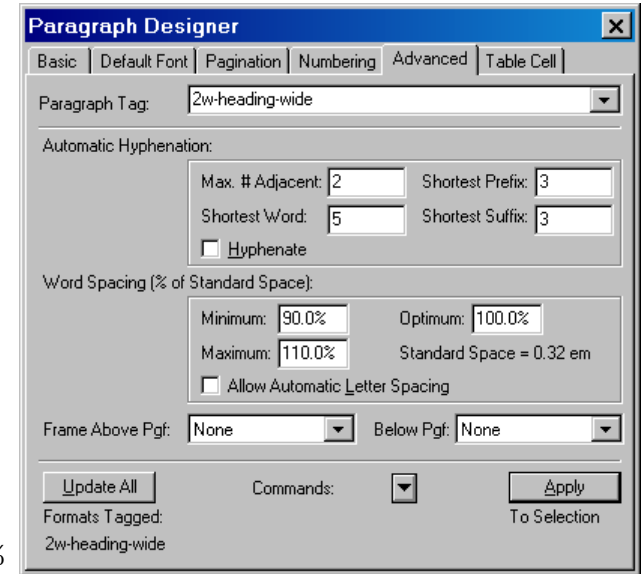 Paragraph Designer
Basic Default Font Pagination Numbering Advanced Table Cell
Paragraph Tag: 2w-heading-wide
Automatic Hyphenation:
Max. # Adjacent: 2 Shortest Prefix: 3
Shortest Word: 5 Shortest Suffix: 3
Hyphenate
Word Spacing (% of Standard Space):
Minimum: 90.0% Optimum: 100.0%
Maximum: 110.0% Standard Space = 0.32 em
Allow Automatic Letter Spacing
Frame Above Pgf: None Below Pgf: None
Update All Commands: Apply
Formats Tagged: To Selection
2w-heading-wide